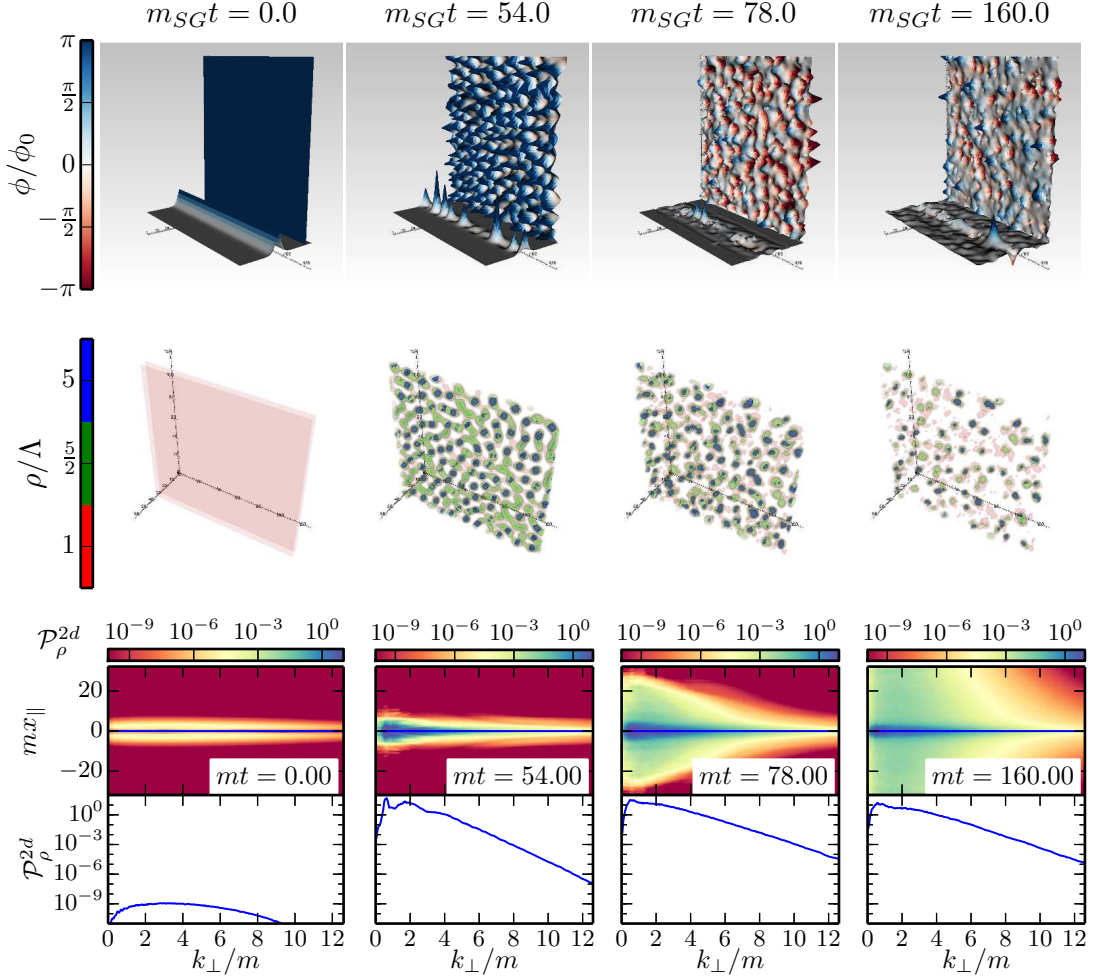 m_{SG}t = 0.0 m_{SG}t = 54.0 m_{SG}t = 78.0 m_{SG}t = 160.0
ϕ/ϕ_0
π
π/2
0
−π/2
−π
ρ/Λ
5
5/2
1
𝒫_ρ^{2d} 10^{-9} 10^{-6} 10^{-3} 10^{0} 10^{-9} 10^{-6} 10^{-3} 10^{0} 10^{-9} 10^{-6} 10^{-3} 10^{0} 10^{-9} 10^{-6} 10^{-3} 10^{0}
mx_∥
20
0
−20
mt = 0.00 mt = 54.00 mt = 78.00 mt = 160.00
𝒫_ρ^{2d}
10^{0}
10^{-3}
10^{-6}
10^{-9}
0 2 4 6 8 10 12 0 2 4 6 8 10 12 0 2 4 6 8 10 12 0 2 4 6 8 10 12
k_⊥/m k_⊥/m k_⊥/m k_⊥/m